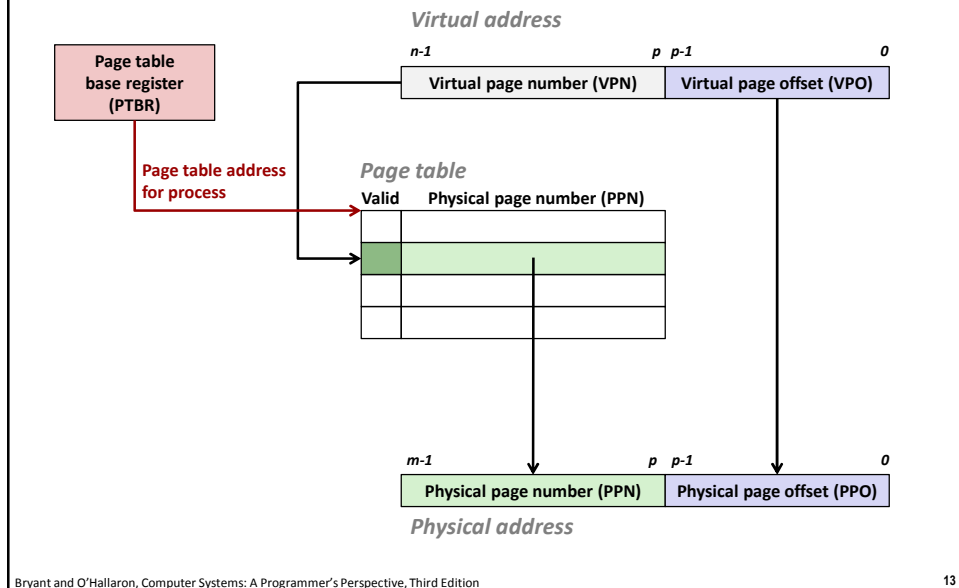 Virtual address
n-1 p p-1 0
Page table
base register
(PTBR)
Virtual page number (VPN) Virtual page offset (VPO)
Page table address
for process
Page table
Valid Physical page number (PPN)
m-1 p p-1 0
Physical page number (PPN) Physical page offset (PPO)
Physical address
Bryant and O'Hallaron, Computer Systems: A Programmer's Perspective, Third Edition 13